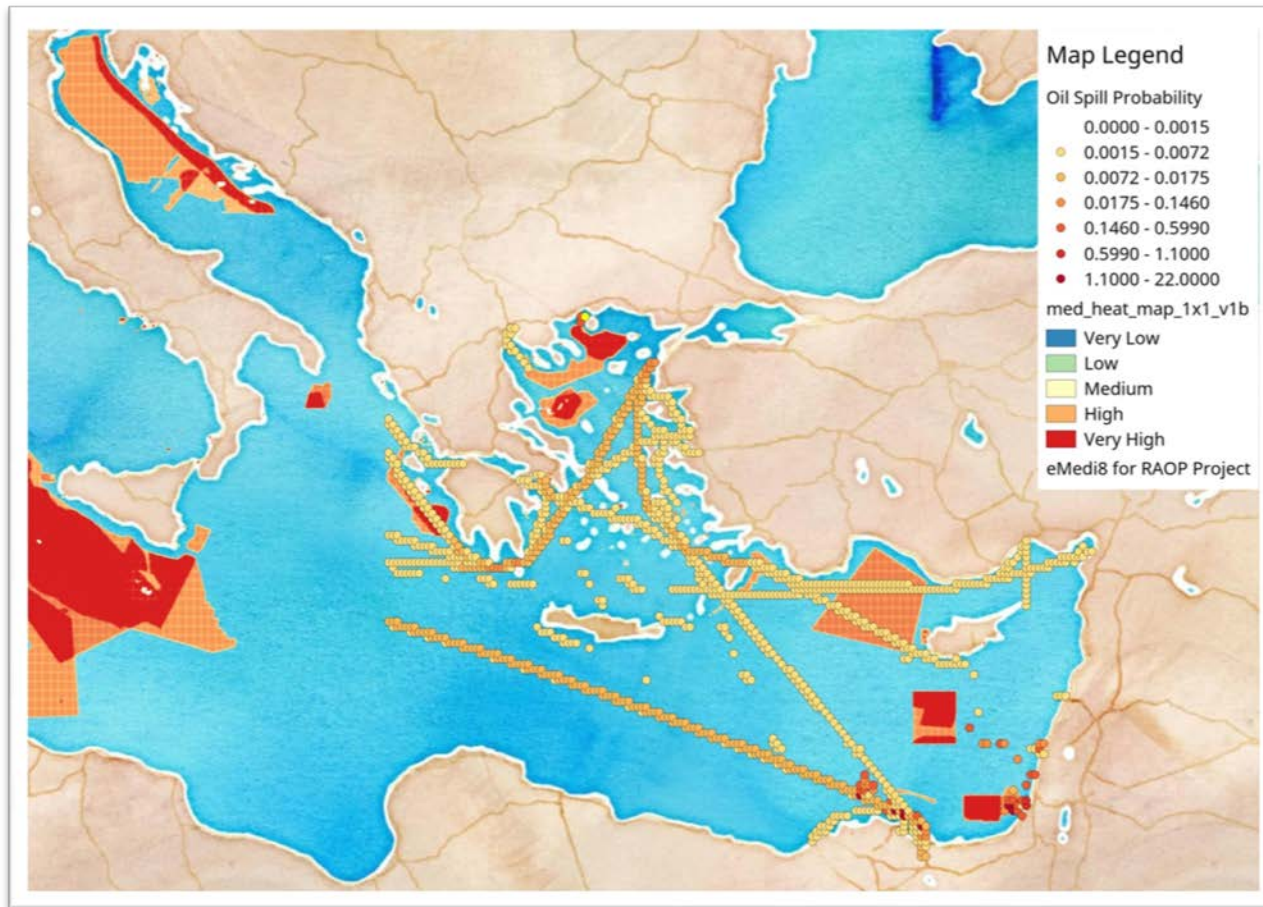 Map Legend
Oil Spill Probability
0.0000 - 0.0015
0.0015 - 0.0072
0.0072 - 0.0175
0.0175 - 0.1460
0.1460 - 0.5990
0.5990 - 1.1000
1.1000 - 22.0000
med_heat_map_1x1_v1b
Very Low
Low
Medium
High
Very High
eMedi8 for RAOP Project